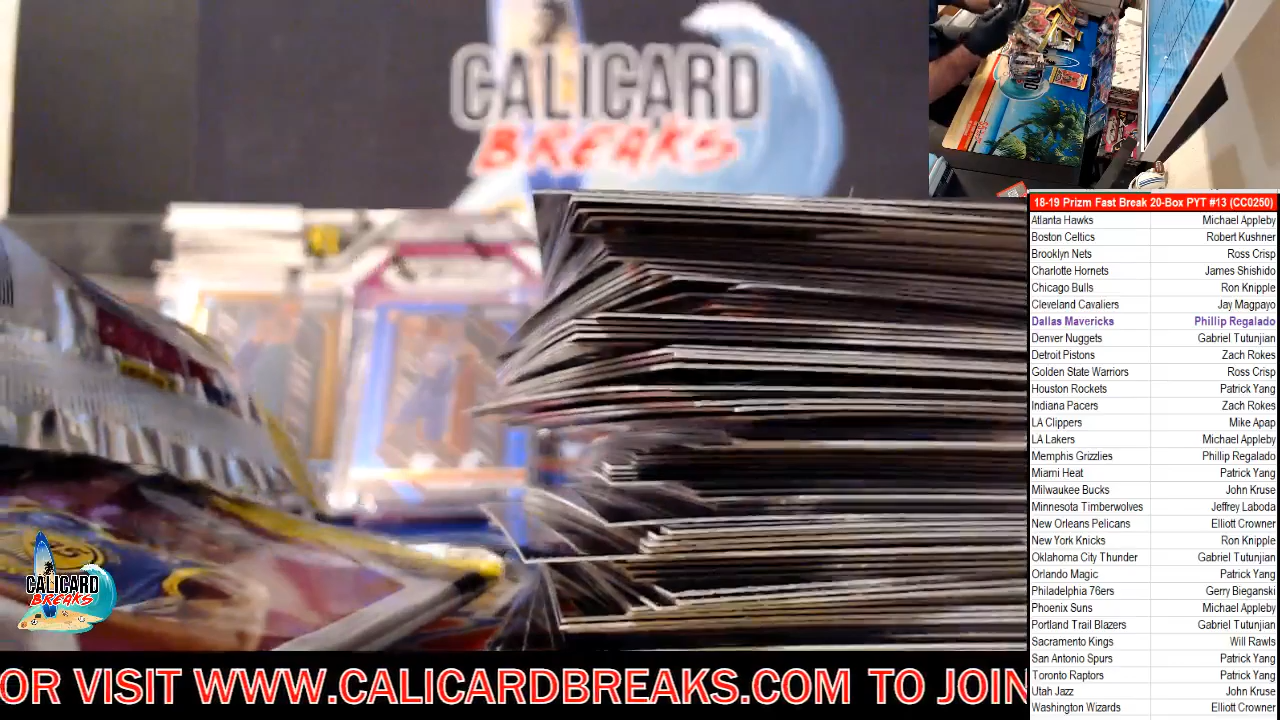 CALICARD
BREAKS
18-19 Prizm Fast Break 20-Box PYT #13 (CC0250)
Atlanta Hawks Michael Appleby
Boston Celtics Robert Kushner
Brooklyn Nets Ross Crisp
Charlotte Hornets James Shishido
Chicago Bulls Ron Knipple
Cleveland Cavaliers Jay Magpayo
Dallas Mavericks Phillip Regalado
Denver Nuggets Gabriel Tutunjian
Detroit Pistons Zach Rokes
Golden State Warriors Ross Crisp
Houston Rockets Patrick Yang
Indiana Pacers Zach Rokes
LA Clippers Mike Apap
LA Lakers Michael Appleby
Memphis Grizzlies Phillip Regalado
Miami Heat Patrick Yang
Milwaukee Bucks John Kruse
Minnesota Timberwolves Jeffrey Laboda
New Orleans Pelicans Elliott Crowner
New York Knicks Ron Knipple
Oklahoma City Thunder Gabriel Tutunjian
Orlando Magic Patrick Yang
Philadelphia 76ers Gerry Bieganski
Phoenix Suns Michael Appleby
Portland Trail Blazers Gabriel Tutunjian
Sacramento Kings Will Rawls
San Antonio Spurs Patrick Yang
Toronto Raptors Patrick Yang
Utah Jazz John Kruse
Washington Wizards Elliott Crowner
CALICARD
BREAKS
OR VISIT WWW.CALICARDBREAKS.COM TO JOIN